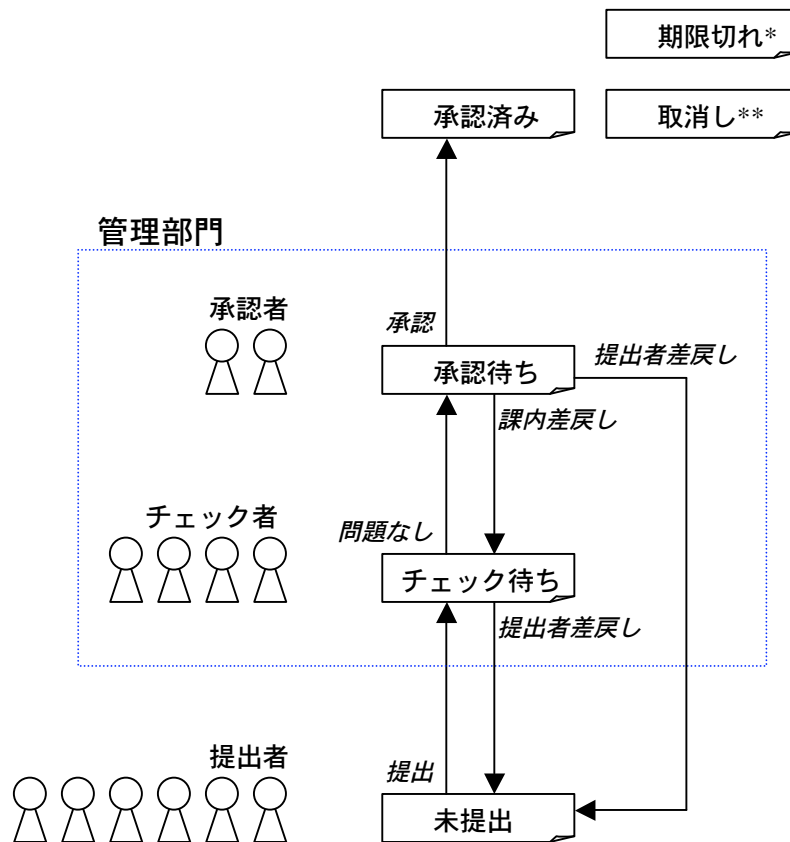 期限切れ*
承認済み
取消し**
管理部門
承認者
承認
承認待ち
提出者差戻し
課内差戻し
チェック者
問題なし
チェック待ち
提出者差戻し
提出者
提出
未提出